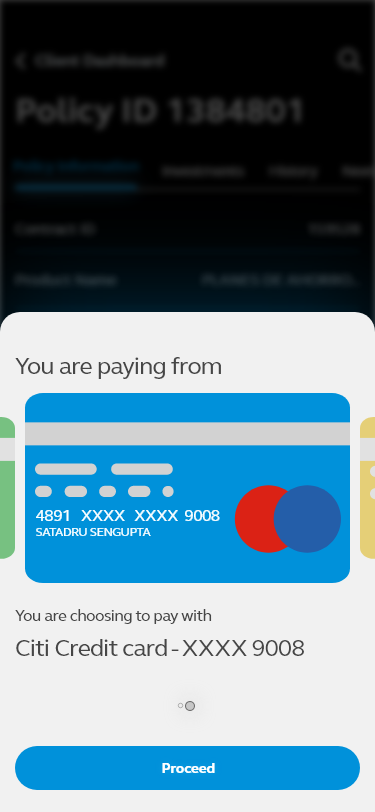 Client Dashboard
Policy ID 1384801
Policy Information Investments History
Contract ID
Product Name
You are paying from
4891 XXXX XXXX 9008
SATADRU SENGUPTA
You are choosing to pay with
Citi Credit card - XXXX 9008
Proceed